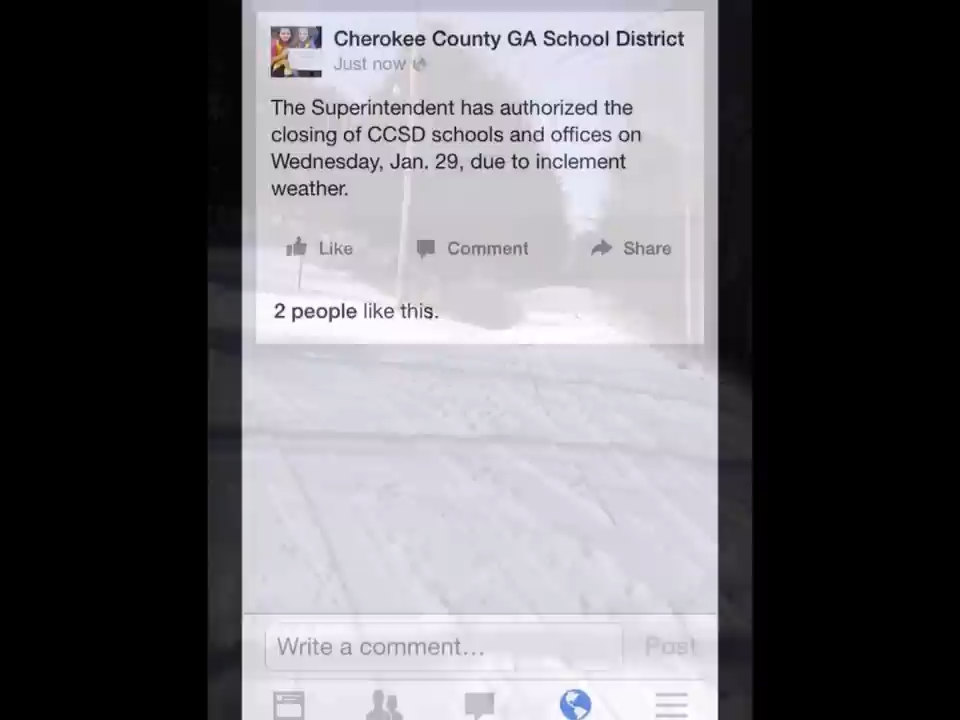 Cherokee County GA School District
Just now
The Superintendent has authorized the
closing of CCSD schools and offices on
Wednesday, Jan. 29, due to inclement
weather.
Like Comment Share
2 people like this.
Write a comment... Post